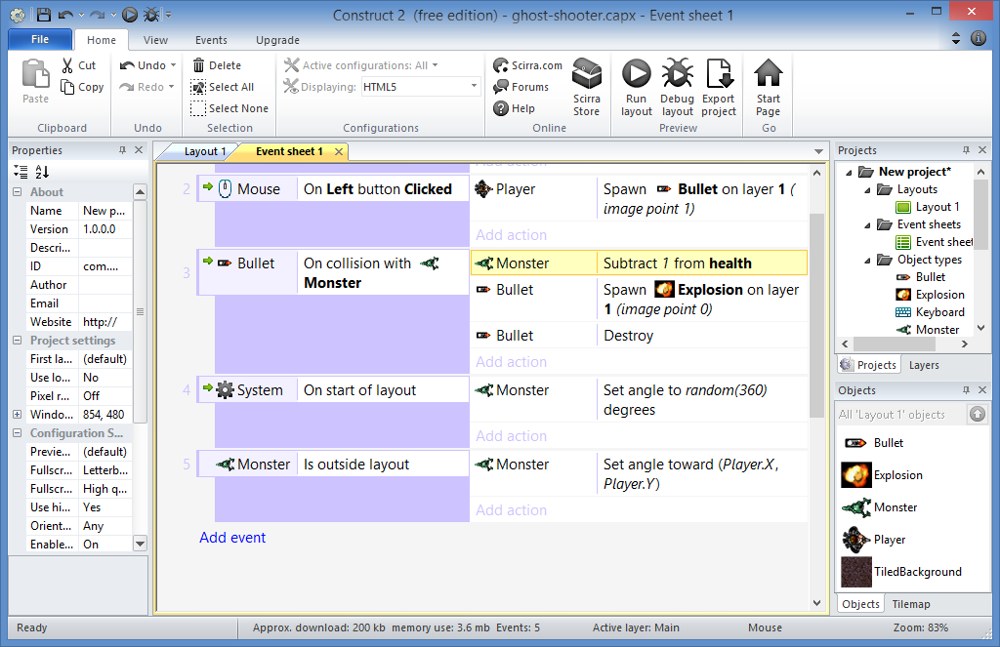 Construct 2 (free edition) - ghost-shooter.capx - Event sheet 1
File Home View Events Upgrade
Paste Cut Copy Clipboard
Undo Redo Undo
Delete Select All Select None Selection
Active configurations: All
Displaying: HTML5
Configurations
Scirra.com Forums Help Scirra Store Online
Run layout Debug layout Export project Preview
Start Page Go
Properties
About
Name New p...
Version 1.0.0.0
Descri...
ID com....
Author
Email
Website http://
Project settings
First la... (default)
Use lo... No
Pixel r... Off
Windo... 854, 480
Configuration S...
Previe... (default)
Fullscr... Letterb...
Fullscr... High q...
Use hi... Yes
Orient... Any
Enable... On
Layout 1 Event sheet 1
2 Mouse On Left button Clicked Player Spawn Bullet on layer 1 (
image point 1)
Add action
3 Bullet On collision with Monster Monster Subtract 1 from health
Bullet Spawn Explosion on layer
1 (image point 0)
Bullet Destroy
Add action
4 System On start of layout Monster Set angle to random(360)
degrees
Add action
5 Monster Is outside layout Monster Set angle toward (Player.X,
Player.Y)
Add action
Add event
Projects
New project*
Layouts
Layout 1
Event sheets
Event sheet
Object types
Bullet
Explosion
Keyboard
Monster
Projects Layers
Objects
All 'Layout 1' objects
Bullet
Explosion
Monster
Player
TiledBackground
Objects Tilemap
Ready Approx. download: 200 kb memory use: 3.6 mb Events: 5 Active layer: Main Mouse Zoom: 83%